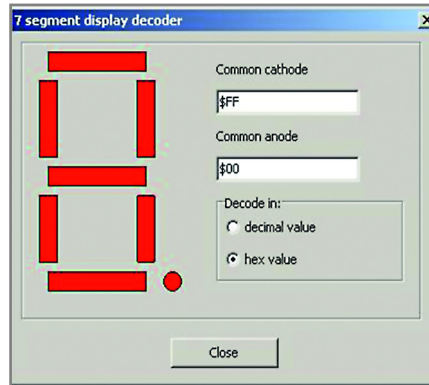 7 segment display decoder
Common cathode
$FF
Common anode
$00
Decode in:
decimal value
hex value
Close